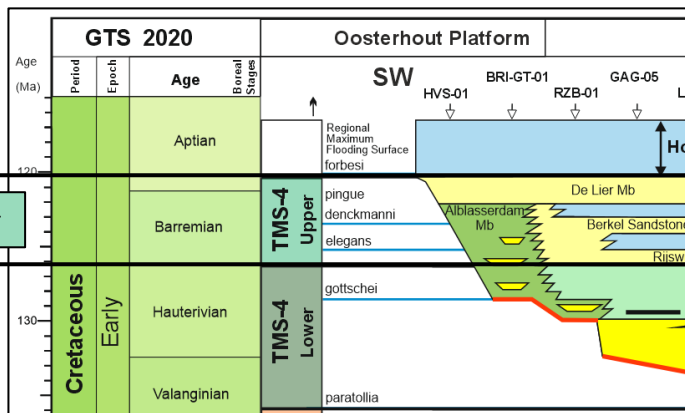 GTS 2020
Oosterhout Platform
Age
(Ma)
Period
Epoch
Age
Boreal
Stages
SW
HVS-01
BRI-GT-01
RZB-01
GAG-05
L
Aptian
Regional
Maximum
Flooding Surface
forbesi
Ho
120
pingue
De Lier Mb
denckmanni
Alblasserdam
Mb
Barremian
TMS-4
Upper
Berkel Sandstone
elegans
Rijsw
gottschei
Hauterivian
130
Cretaceous
Early
TMS-4
Lower
Valanginian
paratollia